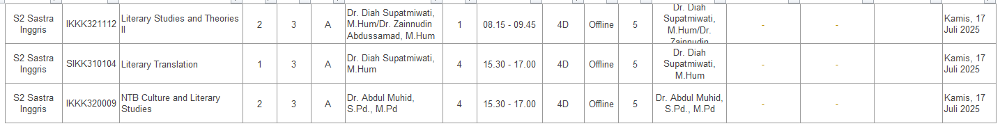 S2 Sastra Inggris IKKK321112 Literary Studies and Theories II 2 3 A Dr. Diah Supatmiwati, M.Hum/Dr. Zainnudin Abdussamad, M.Hum 1 08.15 - 09.45 4D Offline 5 Dr. Diah Supatmiwati, M.Hum/Dr. Zainnudin - - Kamis, 17 Juli 2025
S2 Sastra Inggris SIKK310104 Literary Translation 1 3 A Dr. Diah Supatmiwati, M.Hum 4 15.30 - 17.00 4D Offline 5 Dr. Diah Supatmiwati, M.Hum - - Kamis, 17 Juli 2025
S2 Sastra Inggris IKKK320009 NTB Culture and Literary Studies 2 3 A Dr. Abdul Muhid, S.Pd., M.Pd 4 15.30 - 17.00 4D Offline 5 Dr. Abdul Muhid, S.Pd., M.Pd - - Kamis, 17 Juli 2025